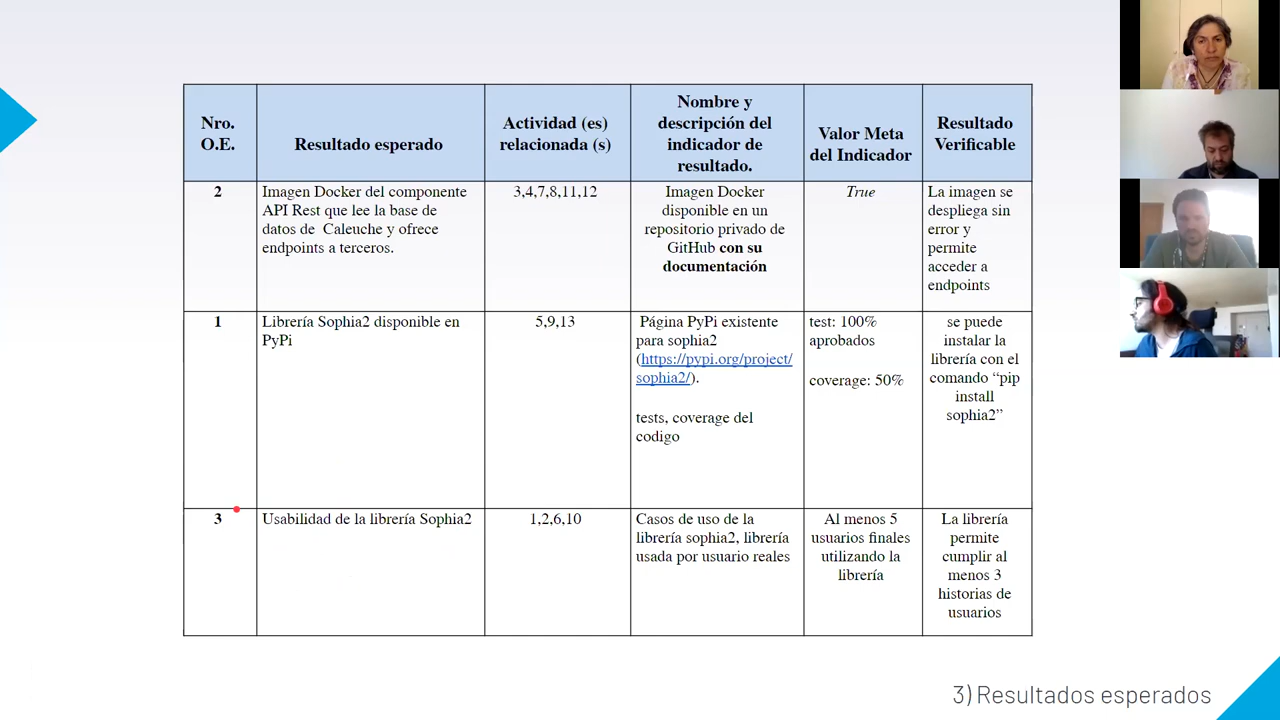 Nro.
O.E.
Resultado esperado
Actividad (es)
relacionada (s)
Nombre y
descripción del
indicador de
resultado.
Valor Meta
del Indicador
Resultado
Verificable
2
Imagen Docker del componente
API Rest que lee la base de
datos de Caleuche y ofrece
endpoints a terceros.
3,4,7,8,11,12
Imagen Docker
disponible en un
repositorio privado de
GitHub con su
documentación
True
La imagen se
despliega sin
error y
permite
acceder a
endpoints
1
Librería Sophia2 disponible en
PyPi
5,9,13
Página PyPi existente
para sophia2
(https://pypi.org/project/
sophia2/).
tests, coverage del
codigo
test: 100%
aprobados
coverage: 50%
se puede
instalar la
librería con el
comando “pip
install
sophia2”
3
Usabilidad de la librería Sophia2
1,2,6,10
Casos de uso de la
librería sophia2, librería
usada por usuario reales
Al menos 5
usuarios finales
utilizando la
librería
La librería
permite
cumplir al
menos 3
historias de
usuarios
3) Resultados esperados